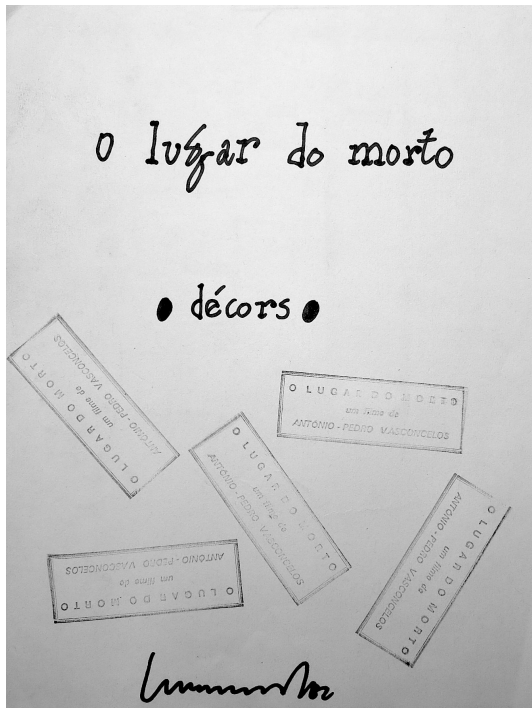 o lugar do morto
• décors •
O LUGAR DO MORTO
um filme de
ANTÓNIO-PEDRO VASCONCELOS
O LUGAR DO MORTO
um filme de
ANTÓNIO - PEDRO VASCONCELOS
O LUGAR DO MORTO
um filme de
ANTÓNIO-PEDRO VASCONCELOS
O LUGAR DO MORTO
um filme de
ANTÓNIO-PEDRO VASCONCELOS
O LUGAR DO MORTO
um filme de
ANTÓNIO-PEDRO VASCONCELOS